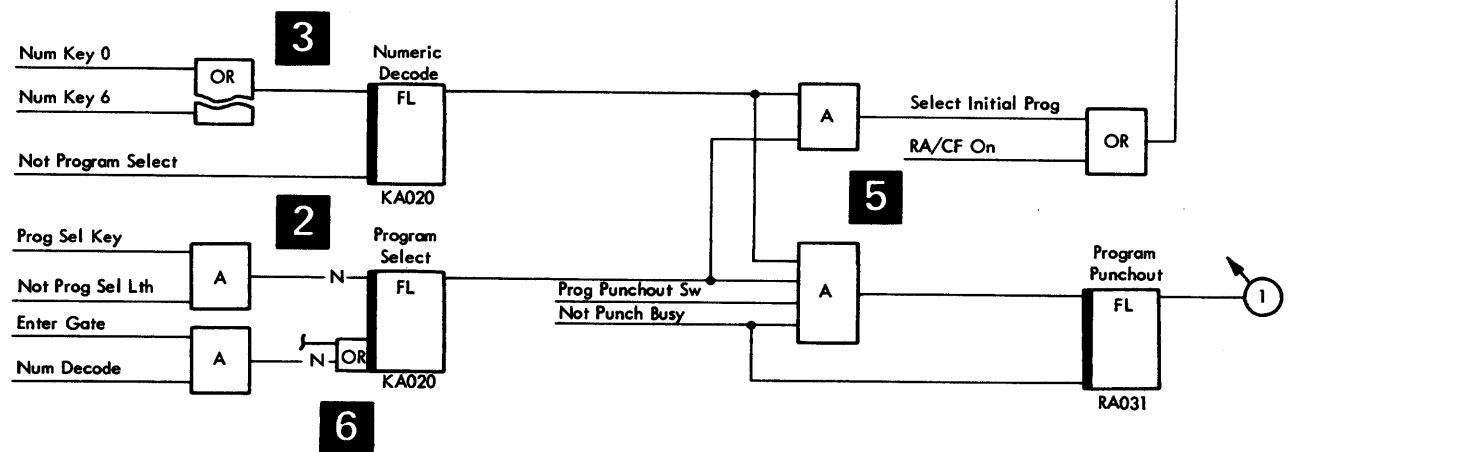 3
Num Key 0
OR
Num Key 6
Numeric
Decode
FL
Not Program Select
KA020
A
Select Initial Prog
RA/CF On
OR
5
2
Prog Sel Key
A
Not Prog Sel Lth
N
Program
Select
FL
Enter Gate
A
Num Decode
N
OR
KA020
6
Prog Punchout Sw
Not Punch Busy
A
Program
Punchout
FL
RA031
1